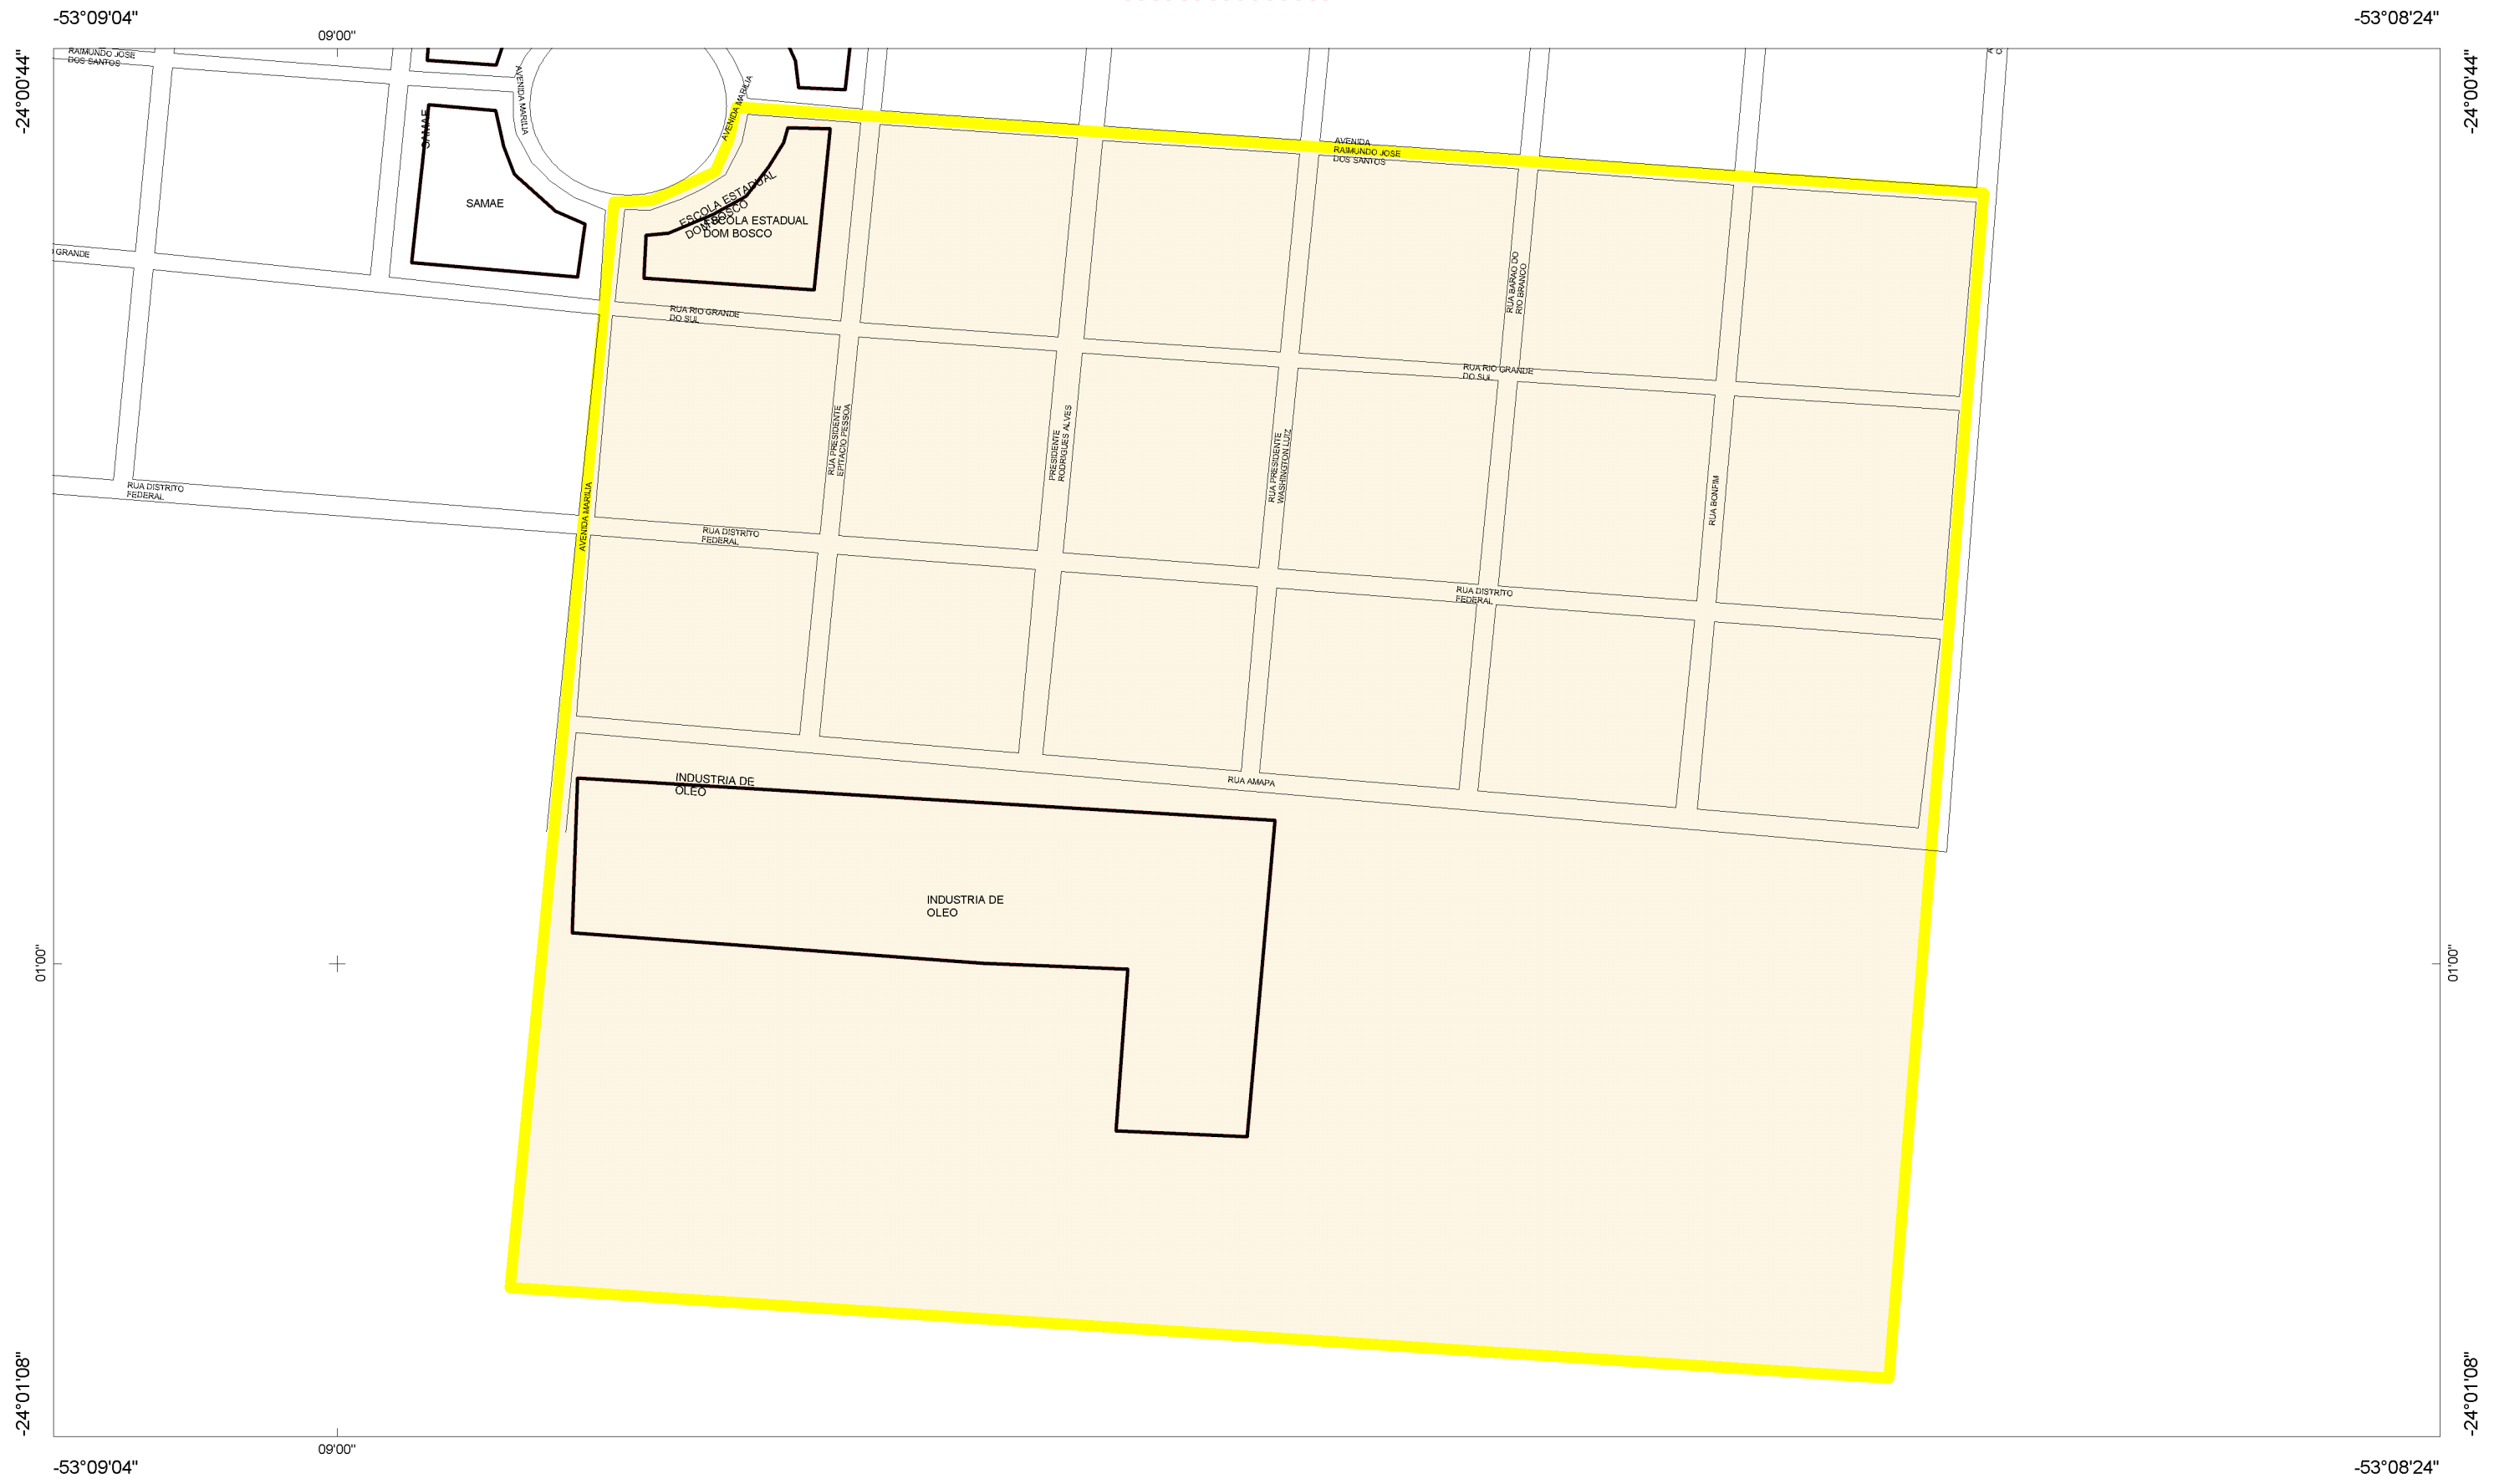 -53°09'04"
-53°08'24"
09'00"
-24°00'44"
-24°00'44"
RAIMUNDO JOSE
DOS SANTOS
AVENIDA MARILIA
AVENIDA MARILIA
SAMAE
SAMAE
AVENIDA
RAIMUNDO JOSE
DOS SANTOS
ESCOLA ESTADUAL
DOM BOSCO
ESCOLA ESTADUAL
DOM BOSCO
GRANDE
RUA BARAO DO
RIO BRANCO
RUA RIO GRANDE
DO SUL
RUA RIO GRANDE
DO SUL
RUA PRESIDENTE
EPITACIO PESSOA
PRESIDENTE
RODRIGUES ALVES
RUA PRESIDENTE
WASHINGTON LUIZ
RUA BONFIM
RUA DISTRITO
FEDERAL
AVENIDA MARILIA
RUA DISTRITO
FEDERAL
RUA DISTRITO
FEDERAL
INDUSTRIA DE
OLEO
RUA AMAPA
INDUSTRIA DE
OLEO
01'00"
01'00"
-24°01'08"
-24°01'08"
09'00"
-53°09'04"
-53°08'24"